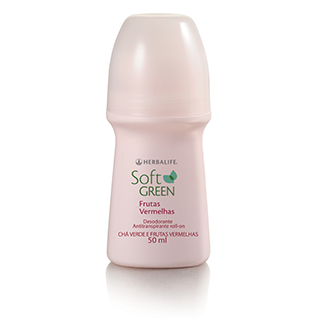 HERBALIFE.
Soft
GREEN
Frutas
Vermelhas
Desodorante
Antitranspirante roll-on
CHÁ VERDE E FRUTAS VERMELHAS
50 ml